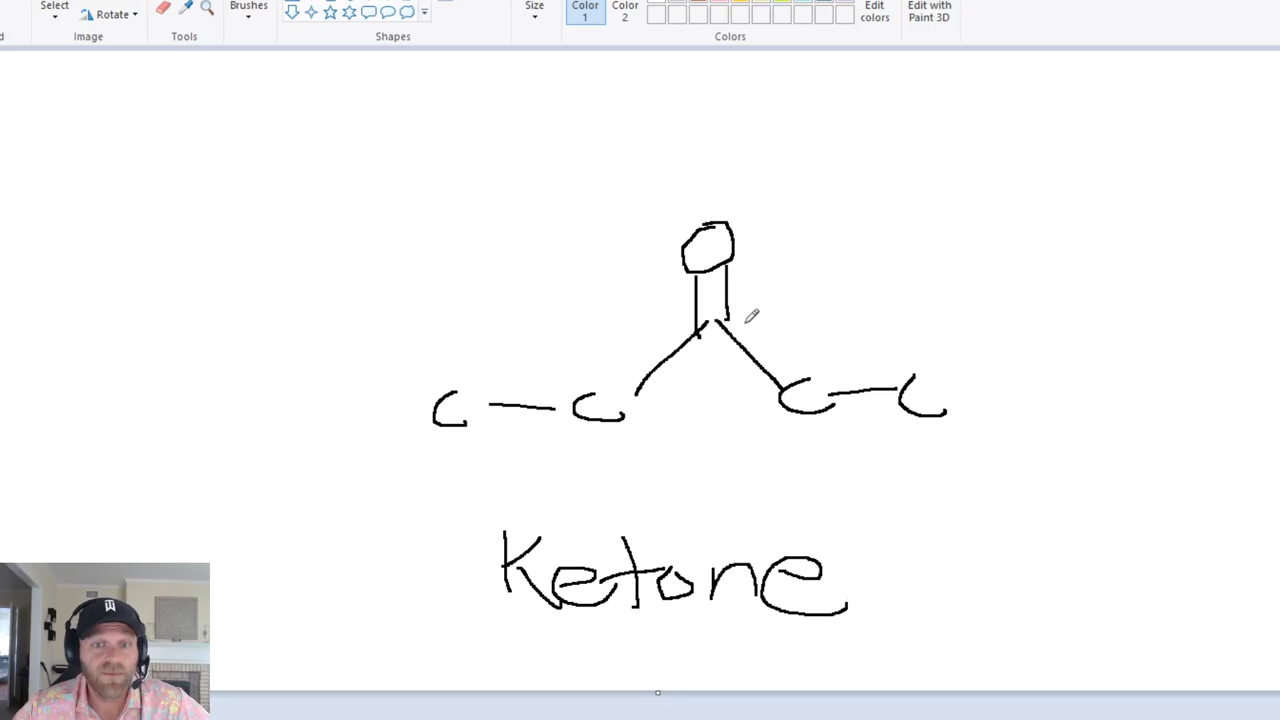 Select
Rotate
Image
Tools
Brushes
Shapes
Size
Color 1
Color 2
Colors
Edit colors
Edit with Paint 3D
O
C — C C — C
Ketone